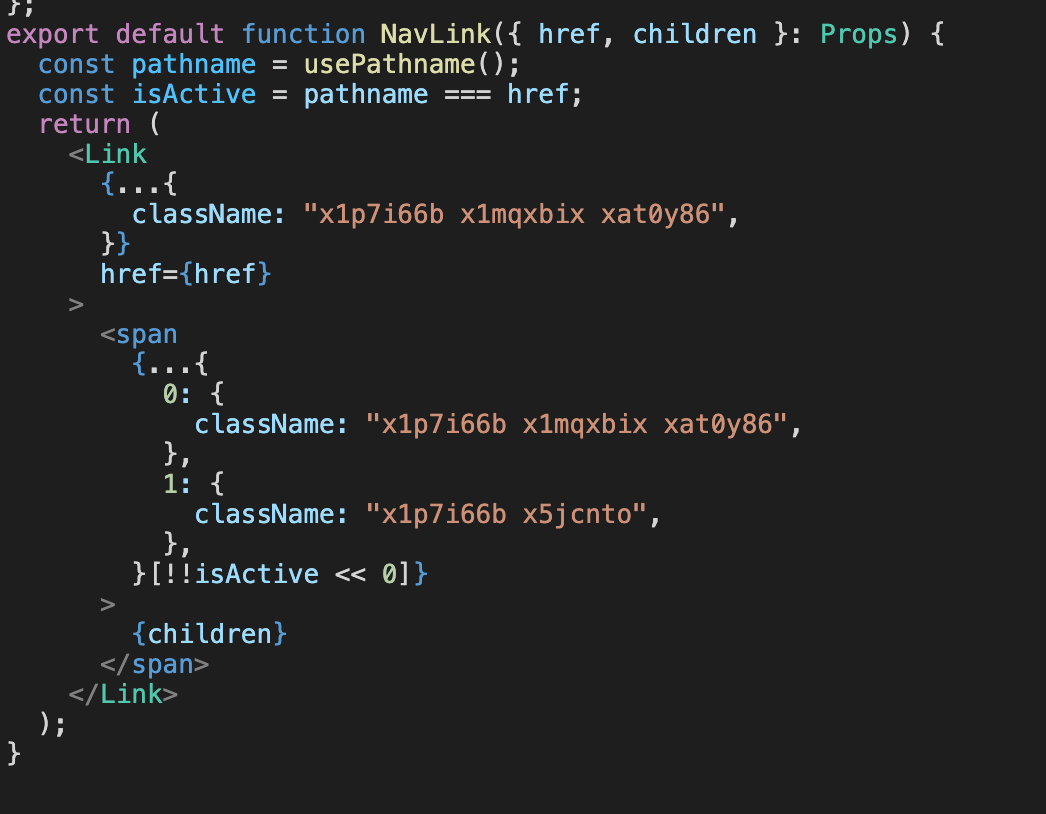 };
export default function NavLink({ href, children }: Props) {
  const pathname = usePathname();
  const isActive = pathname === href;
  return (
    <Link
      {...{
        className: "x1p7i66b x1mqxbix xat0y86",
      }}
      href={href}
    >
      <span
        {...{
          0: {
            className: "x1p7i66b x1mqxbix xat0y86",
          },
          1: {
            className: "x1p7i66b x5jcnto",
          },
        }[!!isActive << 0]}
      >
        {children}
      </span>
    </Link>
  );
}